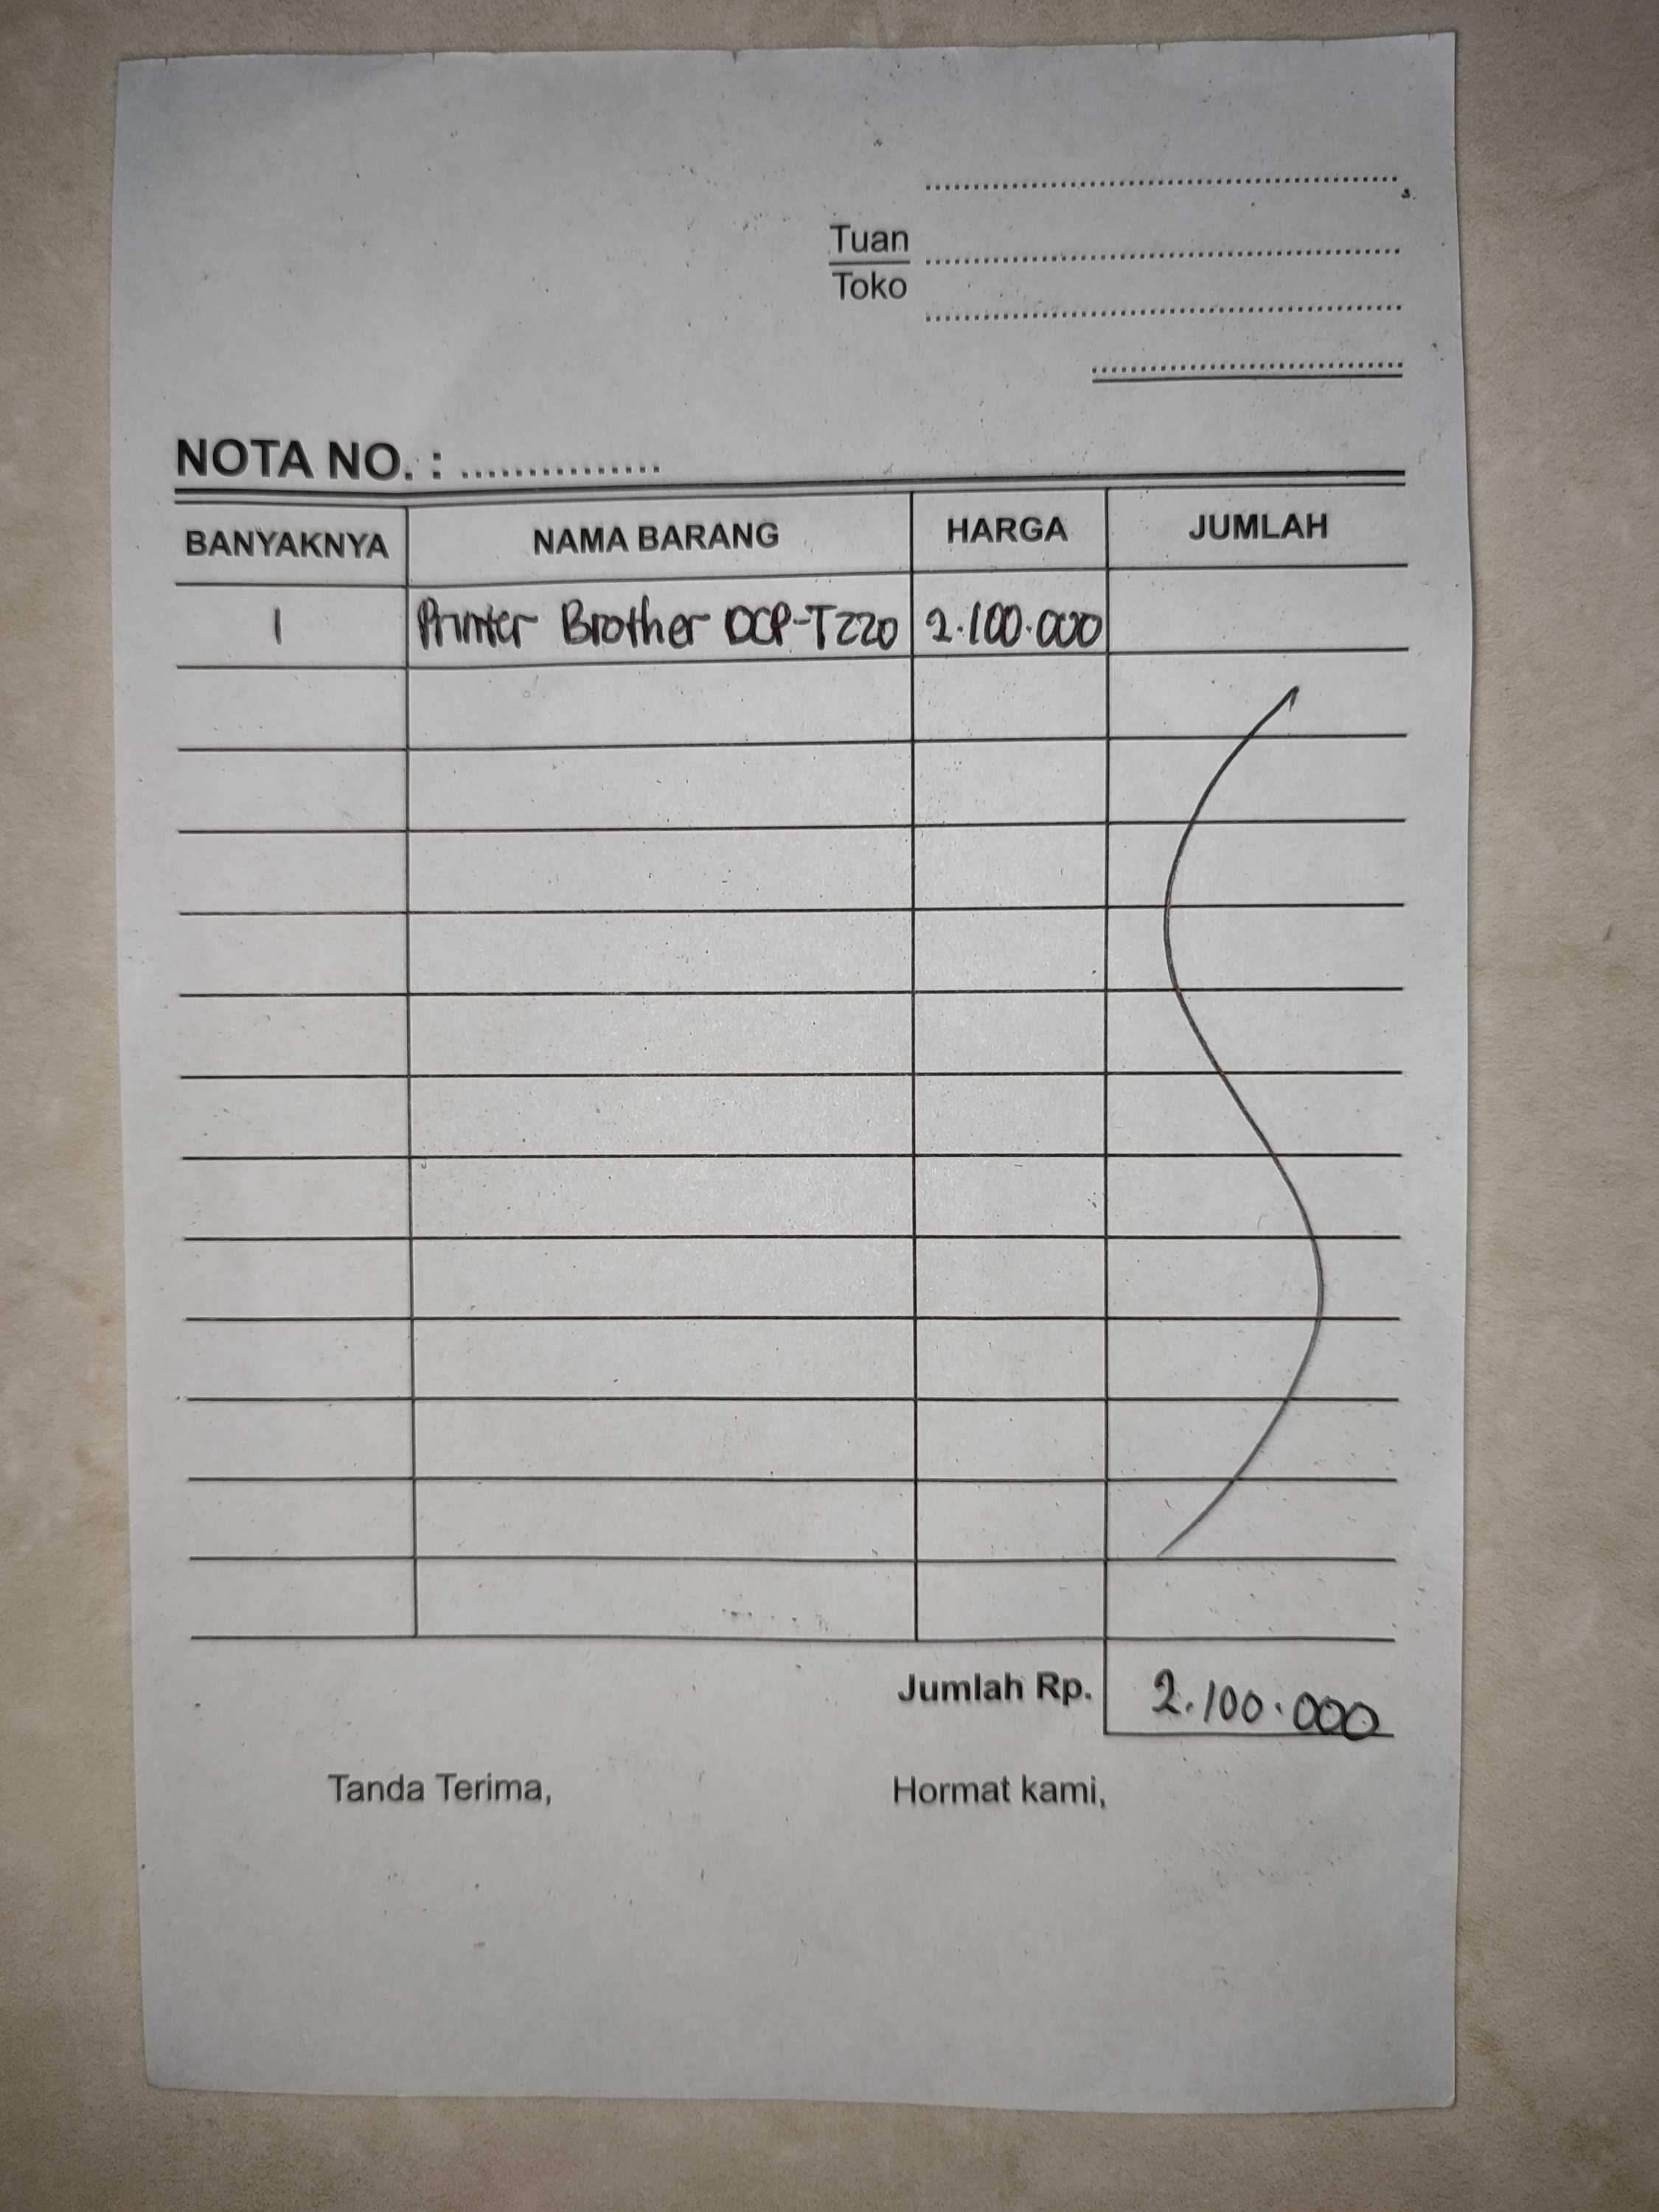 Tuan
Toko
NOTA NO. : ...............
BANYAKNYA NAMA BARANG HARGA JUMLAH
1 Printer Brother DCP-T220 2.100.000
Jumlah Rp. 2.100.000
Tanda Terima, Hormat kami,